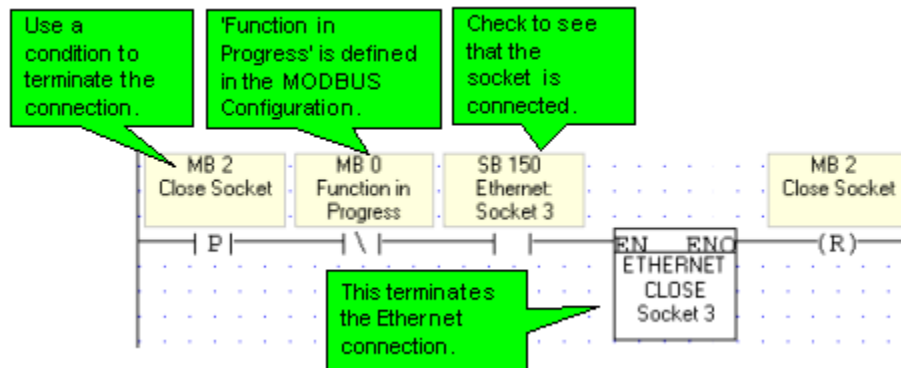 Use a
condition to
terminate the
connection.
'Function in
Progress' is defined
in the MODBUS
Configuration.
Check to see
that the
socket is
connected.
MB 2
Close Socket
MB 0
Function in
Progress
SB 150
Ethernet:
Socket 3
MB 2
Close Socket
P
\
EN ENO
(R)
ETHERNET
CLOSE
Socket 3
This terminates
the Ethernet
connection.